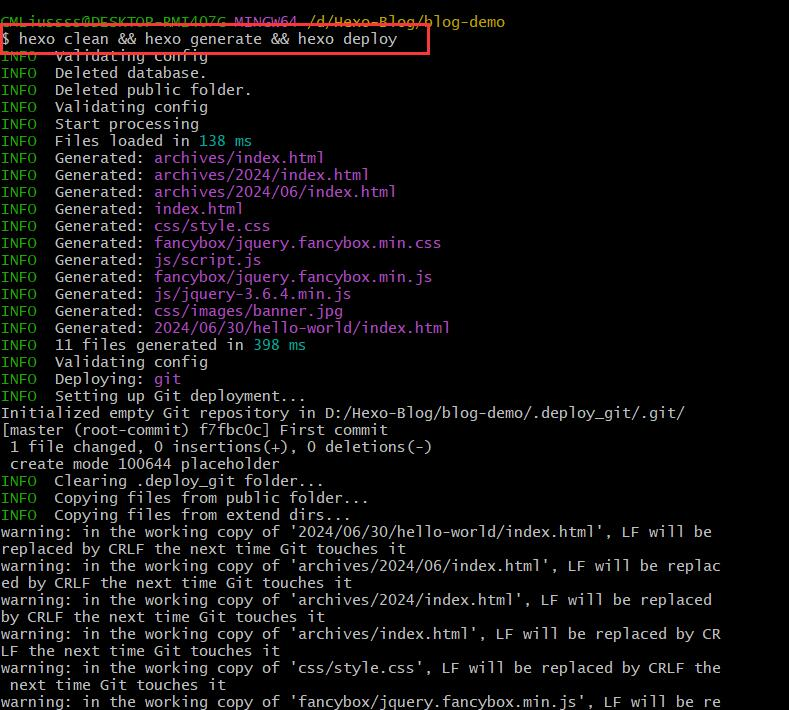 CMLiussss@DESKTOP-RMI4O7G MINGW64 /d/Hexo-Blog/blog-demo
$ hexo clean && hexo generate && hexo deploy
INFO  Validating config
INFO  Deleted database.
INFO  Deleted public folder.
INFO  Validating config
INFO  Start processing
INFO  Files loaded in 138 ms
INFO  Generated: archives/index.html
INFO  Generated: archives/2024/index.html
INFO  Generated: archives/2024/06/index.html
INFO  Generated: index.html
INFO  Generated: css/style.css
INFO  Generated: fancybox/jquery.fancybox.min.css
INFO  Generated: js/script.js
INFO  Generated: fancybox/jquery.fancybox.min.js
INFO  Generated: js/jquery-3.6.4.min.js
INFO  Generated: css/images/banner.jpg
INFO  Generated: 2024/06/30/hello-world/index.html
INFO  11 files generated in 398 ms
INFO  Validating config
INFO  Deploying: git
INFO  Setting up Git deployment...
Initialized empty Git repository in D:/Hexo-Blog/blog-demo/.deploy_git/.git/
[master (root-commit) f7fbc0c] First commit
 1 file changed, 0 insertions(+), 0 deletions(-)
 create mode 100644 placeholder
INFO  Clearing .deploy_git folder...
INFO  Copying files from public folder...
INFO  Copying files from extend dirs...
warning: in the working copy of '2024/06/30/hello-world/index.html', LF will be
replaced by CRLF the next time Git touches it
warning: in the working copy of 'archives/2024/06/index.html', LF will be replac
ed by CRLF the next time Git touches it
warning: in the working copy of 'archives/2024/index.html', LF will be replaced
by CRLF the next time Git touches it
warning: in the working copy of 'archives/index.html', LF will be replaced by CR
LF the next time Git touches it
warning: in the working copy of 'css/style.css', LF will be replaced by CRLF the
 next time Git touches it
warning: in the working copy of 'fancybox/jquery.fancybox.min.js', LF will be re